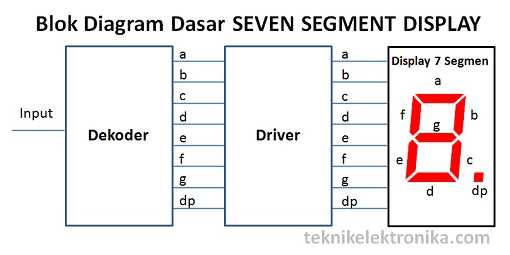 Blok Diagram Dasar SEVEN SEGMENT DISPLAY
Input
Dekoder
a
b
c
d
e
f
g
dp
Driver
a
b
c
d
e
f
g
dp
Display 7 Segmen
a
f
b
g
e
c
d
dp
teknikelektronika.com